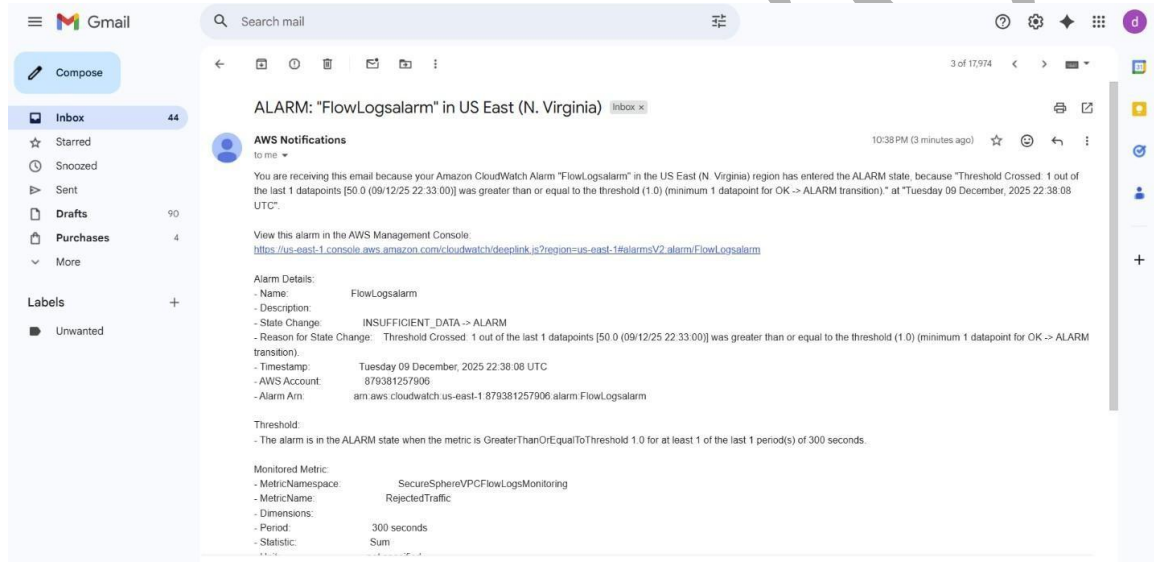 Gmail
Search mail
d
Compose
3 of 17,974
Inbox 44
Starred
Snoozed
Sent
Drafts 90
Purchases 4
More
Labels
Unwanted
ALARM: "FlowLogsalarm" in US East (N. Virginia) Inbox ×
AWS Notifications
10:38 PM (3 minutes ago)
to me
You are receiving this email because your Amazon CloudWatch Alarm "FlowLogsalarm" in the US East (N. Virginia) region has entered the ALARM state, because "Threshold Crossed: 1 out of
the last 1 datapoints [50.0 (09/12/25 22:33:00)] was greater than or equal to the threshold (1.0) (minimum 1 datapoint for OK -> ALARM transition)." at "Tuesday 09 December, 2025 22:38:08
UTC".
View this alarm in the AWS Management Console:
https://us-east-1.console.aws.amazon.com/cloudwatch/deeplink.js?region=us-east-1#alarmsV2:alarm/FlowLogsalarm
Alarm Details:
- Name: FlowLogsalarm
- Description:
- State Change: INSUFFICIENT_DATA -> ALARM
- Reason for State Change: Threshold Crossed: 1 out of the last 1 datapoints [50.0 (09/12/25 22:33:00)] was greater than or equal to the threshold (1.0) (minimum 1 datapoint for OK -> ALARM
transition).
- Timestamp: Tuesday 09 December, 2025 22:38:08 UTC
- AWS Account: 879381257906
- Alarm Arn: arn:aws:cloudwatch:us-east-1:879381257906:alarm:FlowLogsalarm
Threshold:
- The alarm is in the ALARM state when the metric is GreaterThanOrEqualToThreshold 1.0 for at least 1 of the last 1 period(s) of 300 seconds.
Monitored Metric:
- MetricNamespace: SecureSphereVPCFlowLogsMonitoring
- MetricName: RejectedTraffic
- Dimensions:
- Period: 300 seconds
- Statistic: Sum